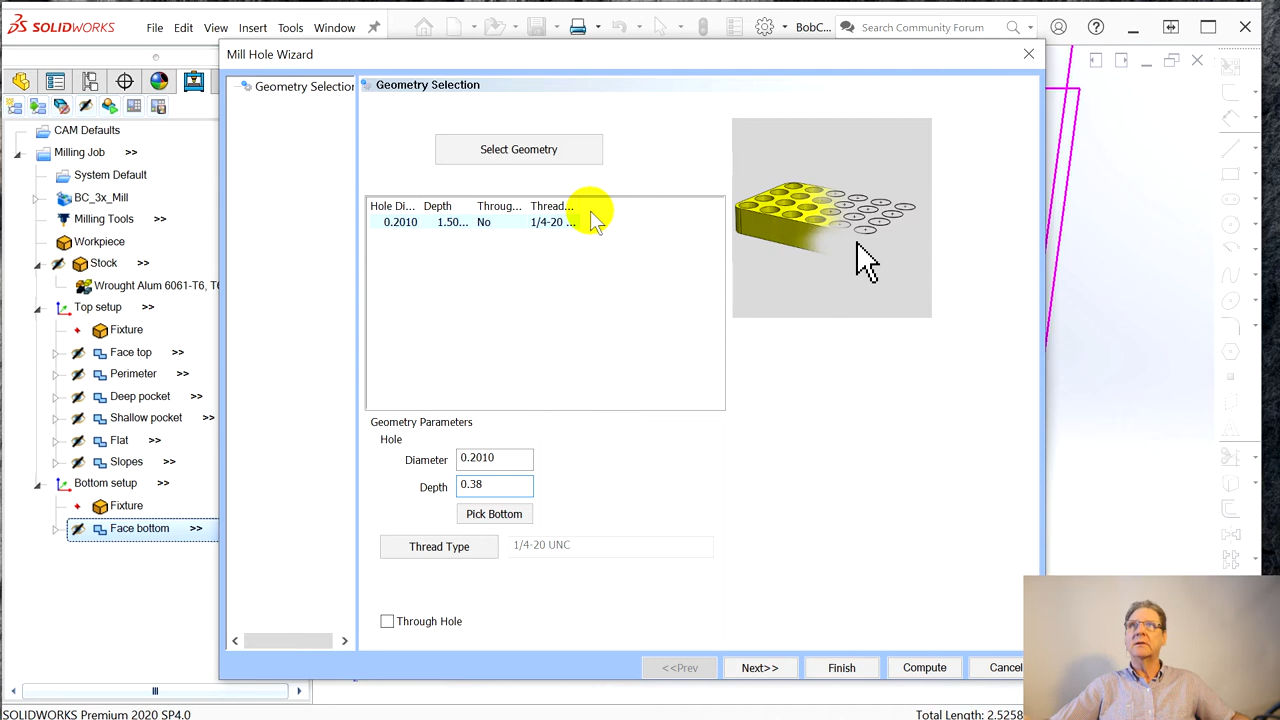 SOLIDWORKS File Edit View Insert Tools Window BobC... Search Community Forum
Mill Hole Wizard
Geometry Selection
Geometry Selection
Select Geometry
Hole Di... Depth Throug... Thread...
0.2010 1.50... No 1/4-20 ...
Geometry Parameters
Hole
Diameter 0.2010
Depth 0.38
Pick Bottom
Thread Type 1/4-20 UNC
Through Hole
<<Prev Next>> Finish Compute Cancel
CAM Defaults
Milling Job >>
System Default
BC_3x_Mill
Milling Tools >>
Workpiece
Stock >>
Wrought Alum 6061-T6, T6
Top setup >>
Fixture
Face top >>
Perimeter >>
Deep pocket >>
Shallow pocket >>
Flat >>
Slopes >>
Bottom setup >>
Fixture
Face bottom >>
SOLIDWORKS Premium 2020 SP4.0
Total Length: 2.5258